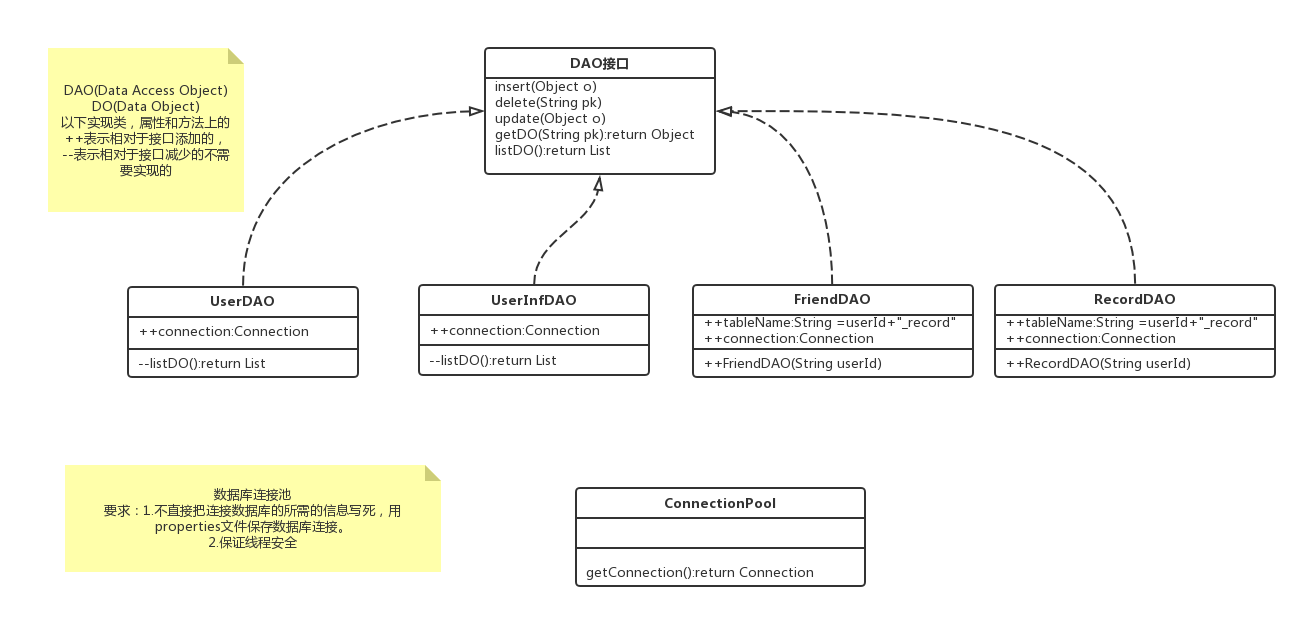 DAO(Data Access Object)
DO(Data Object)
以下实现类，属性和方法上的
++表示相对于接口添加的，
--表示相对于接口减少的不需
要实现的
DAO接口
insert(Object o)
delete(String pk)
update(Object o)
getDO(String pk):return Object
listDO():return List
UserDAO
++connection:Connection
--listDO():return List
UserInfDAO
++connection:Connection
--listDO():return List
FriendDAO
++tableName:String =userId+"_record"
++connection:Connection
++FriendDAO(String userId)
RecordDAO
++tableName:String =userId+"_record"
++connection:Connection
++RecordDAO(String userId)
数据库连接池
要求：1.不直接把连接数据库的所需的信息写死，用
properties文件保存数据库连接。
2.保证线程安全
ConnectionPool
getConnection():return Connection